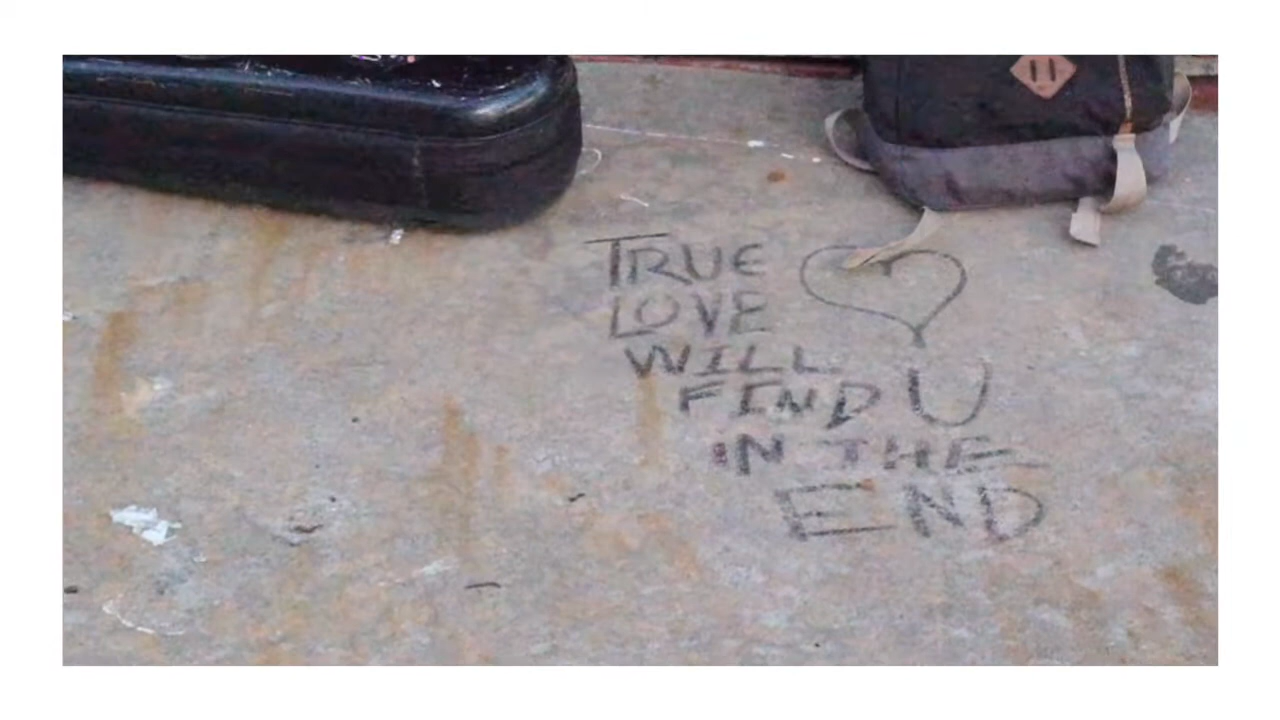 TRUE
LOVE
WILL
FIND U
IN THE
END